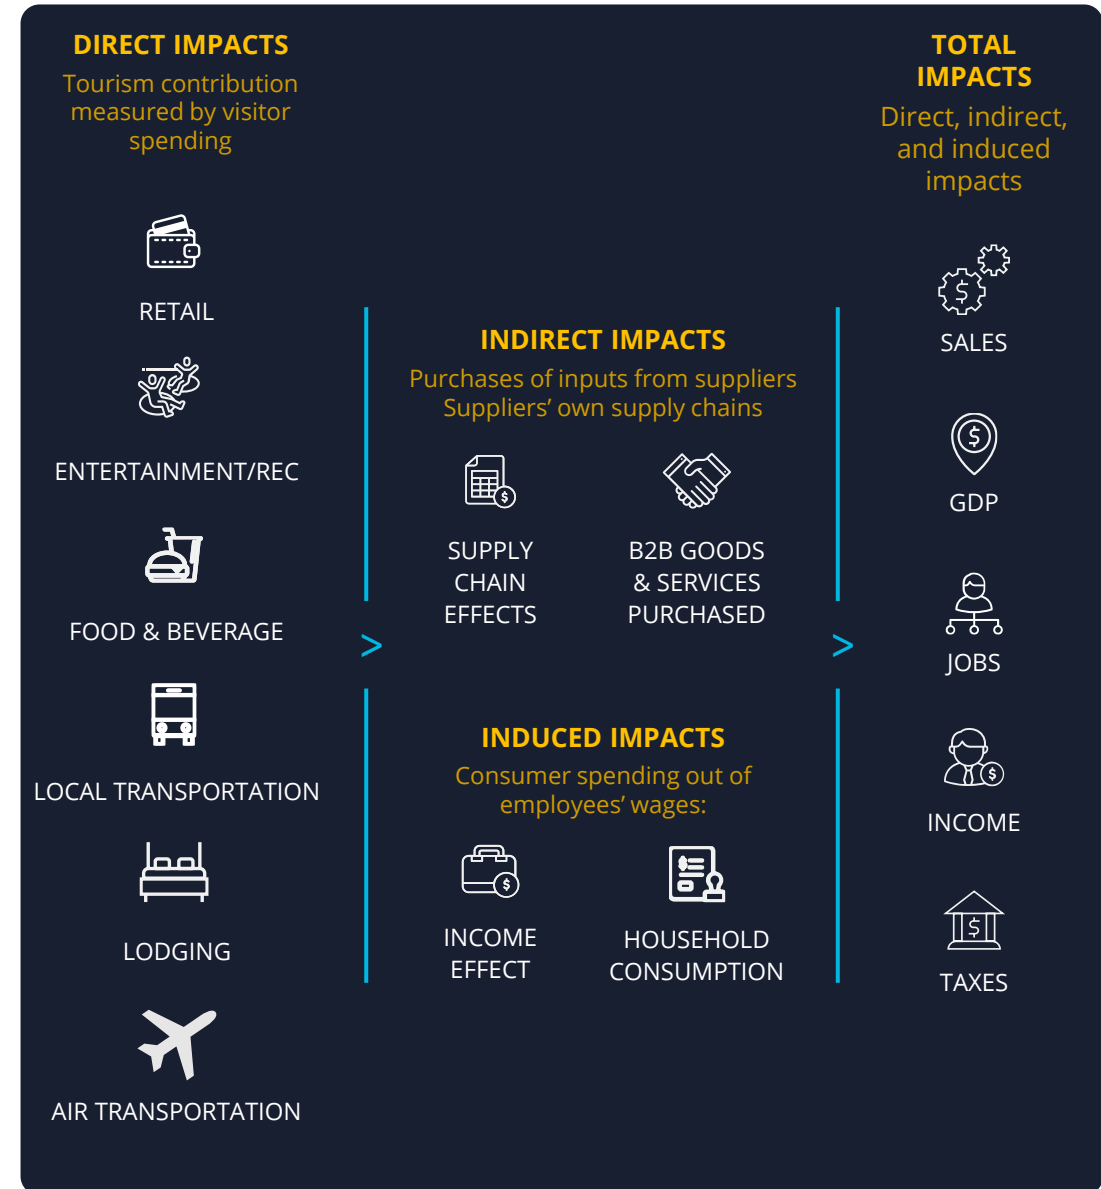 DIRECT IMPACTS
Tourism contribution
measured by visitor
spending
RETAIL
ENTERTAINMENT/REC
FOOD & BEVERAGE
LOCAL TRANSPORTATION
LODGING
AIR TRANSPORTATION
>
INDIRECT IMPACTS
Purchases of inputs from suppliers
Suppliers’ own supply chains
SUPPLY
CHAIN
EFFECTS
B2B GOODS
& SERVICES
PURCHASED
INDUCED IMPACTS
Consumer spending out of
employees’ wages:
INCOME
EFFECT
HOUSEHOLD
CONSUMPTION
>
TOTAL
IMPACTS
Direct, indirect,
and induced
impacts
$
SALES
$
GDP
JOBS
$
INCOME
$
TAXES